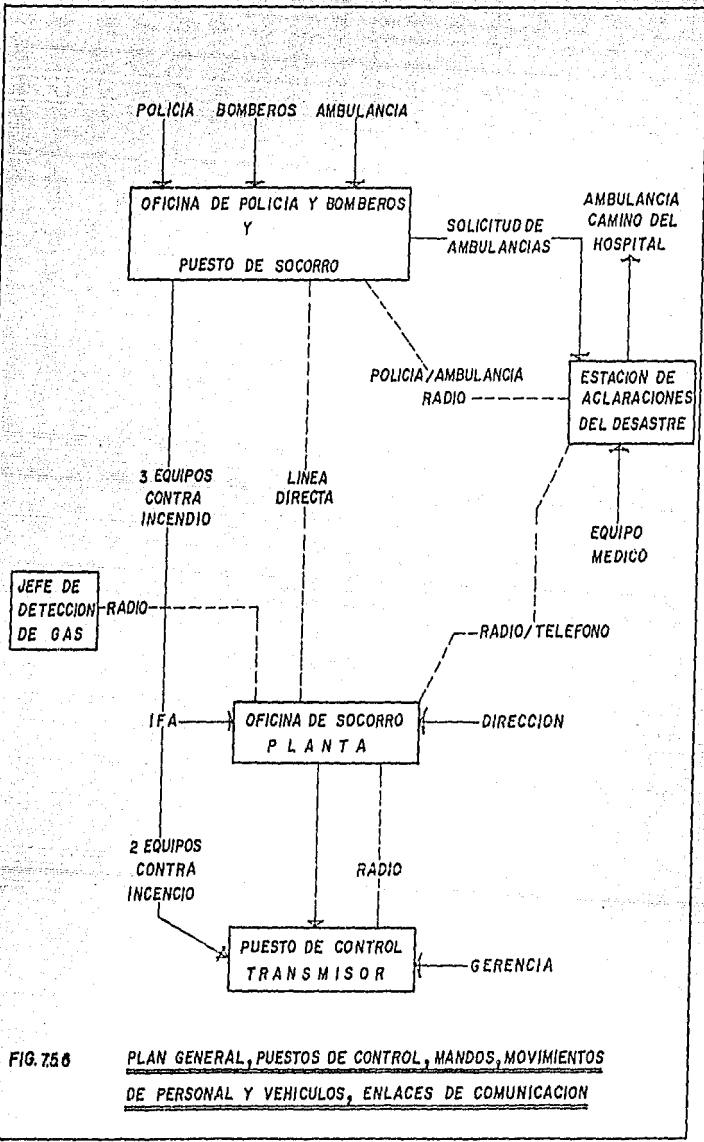 POLICIA BOMBEROS AMBULANCIA
OFICINA DE POLICIA Y BOMBEROS
Y
PUESTO DE SOCORRO
SOLICITUD DE
AMBULANCIAS
AMBULANCIA
CAMINO DEL
HOSPITAL
POLICIA/AMBULANCIA
RADIO
ESTACION DE
ACLARACIONES
DEL DESASTRE
3 EQUIPOS
CONTRA
INCENDIO
LINEA
DIRECTA
EQUIPO
MEDICO
JEFE DE
DETECCION
DE GAS
RADIO
RADIO/TELEFONO
IFA
OFICINA DE SOCORRO
PLANTA
DIRECCION
2 EQUIPOS
CONTRA
INCENCIO
RADIO
PUESTO DE CONTROL
TRANSMISOR
GERENCIA
FIG. 7.5.6
PLAN GENERAL, PUESTOS DE CONTROL, MANDOS, MOVIMIENTOS
DE PERSONAL Y VEHICULOS, ENLACES DE COMUNICACION